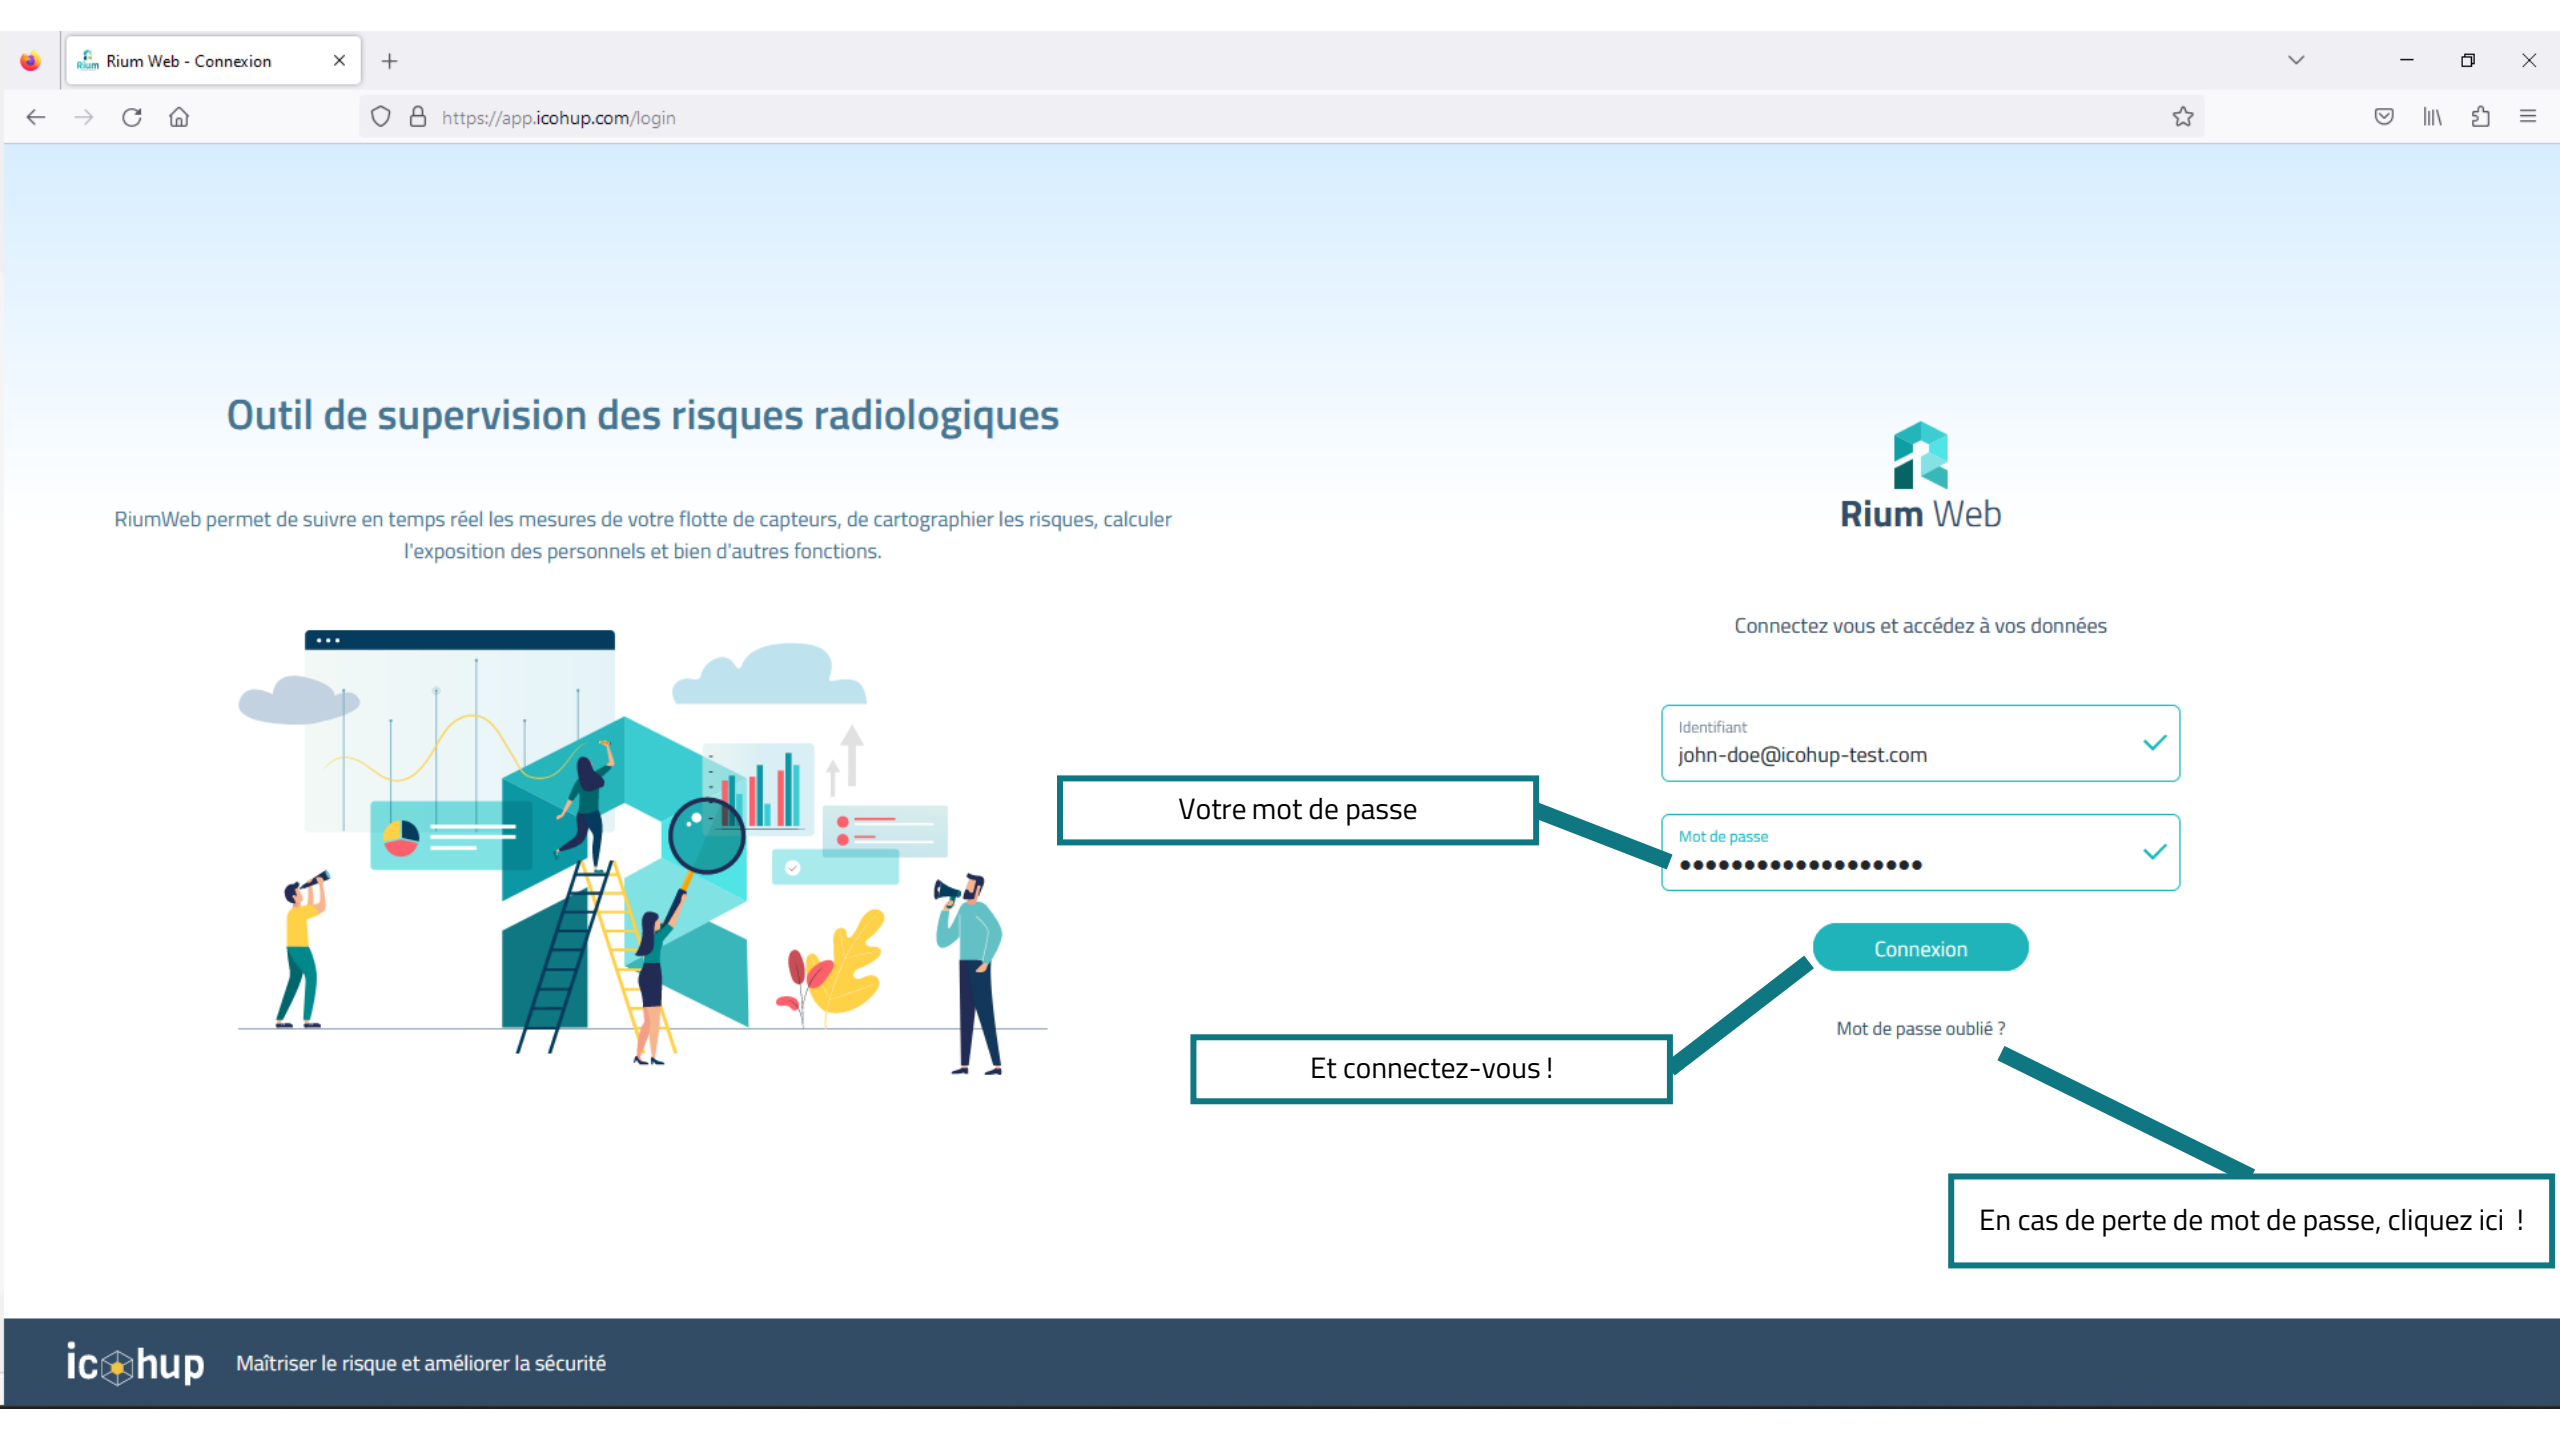 Rium Web - Connexion
https://app.icohup.com/login
Outil de supervision des risques radiologiques
RiumWeb permet de suivre en temps réel les mesures de votre flotte de capteurs, de cartographier les risques, calculer
l'exposition des personnels et bien d'autres fonctions.
Rium Web
Connectez vous et accédez à vos données
Identifiant
john-doe@icohup-test.com
Votre mot de passe
Mot de passe
●●●●●●●●●●●●●●●●●●●
Connexion
Mot de passe oublié ?
Et connectez-vous !
En cas de perte de mot de passe, cliquez ici !
icohup
Maîtriser le risque et améliorer la sécurité